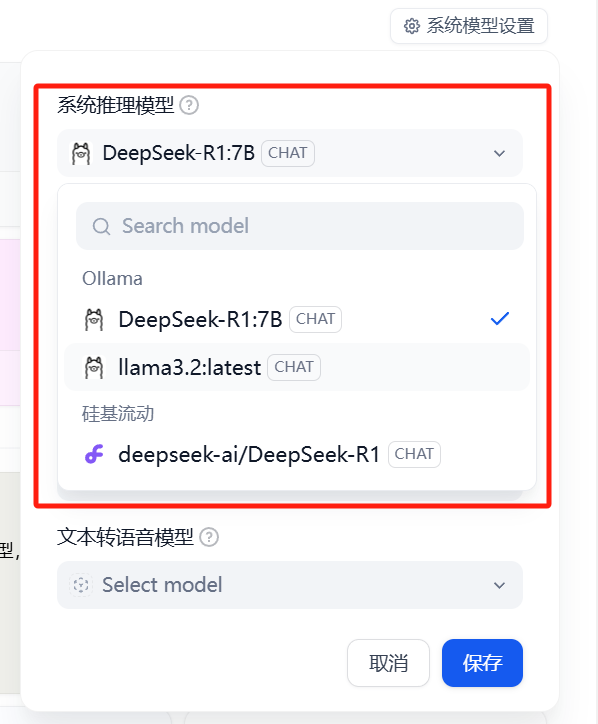 系统模型设置
系统推理模型
DeepSeek-R1:7B CHAT
Search model
Ollama
DeepSeek-R1:7B CHAT
llama3.2:latest CHAT
硅基流动
deepseek-ai/DeepSeek-R1 CHAT
文本转语音模型
型,
Select model
取消 保存